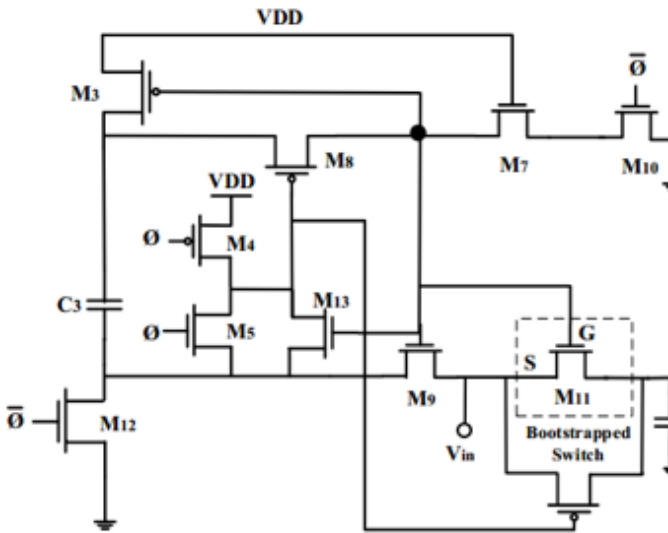 VDD
M3
Ø̅
M8
M7
M10
VDD
Ø
M4
C3
M13
Ø
M5
G
S
M9
M11
Ø̅
M12
Vin
Bootstrapped
Switch